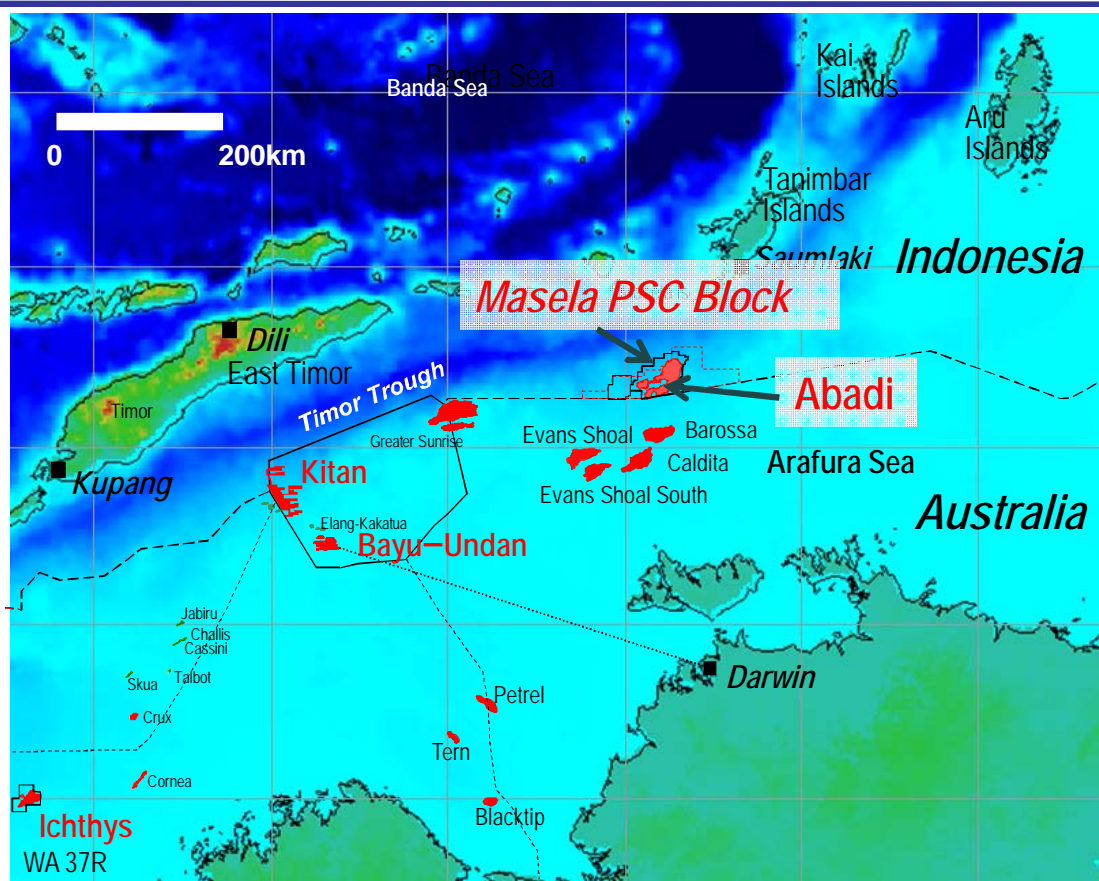 Banda Sea
Banda Sea
Kai
Islands
Aru
Islands
0 200km
Tanimbar
Islands
Saumlaki
Indonesia
Masela PSC Block
Dili
East Timor
Timor Trough
Abadi
Timor
Greater Sunrise
Evans Shoal
Barossa
Caldita
Arafura Sea
Kitan
Kupang
Evans Shoal South
Australia
Elang-Kakatua
Bayu–Undan
Jabiru
Challis
Cassini
Skua
Talbot
Darwin
Petrel
Crux
Tern
Cornea
Ichthys
Blacktip
WA 37R